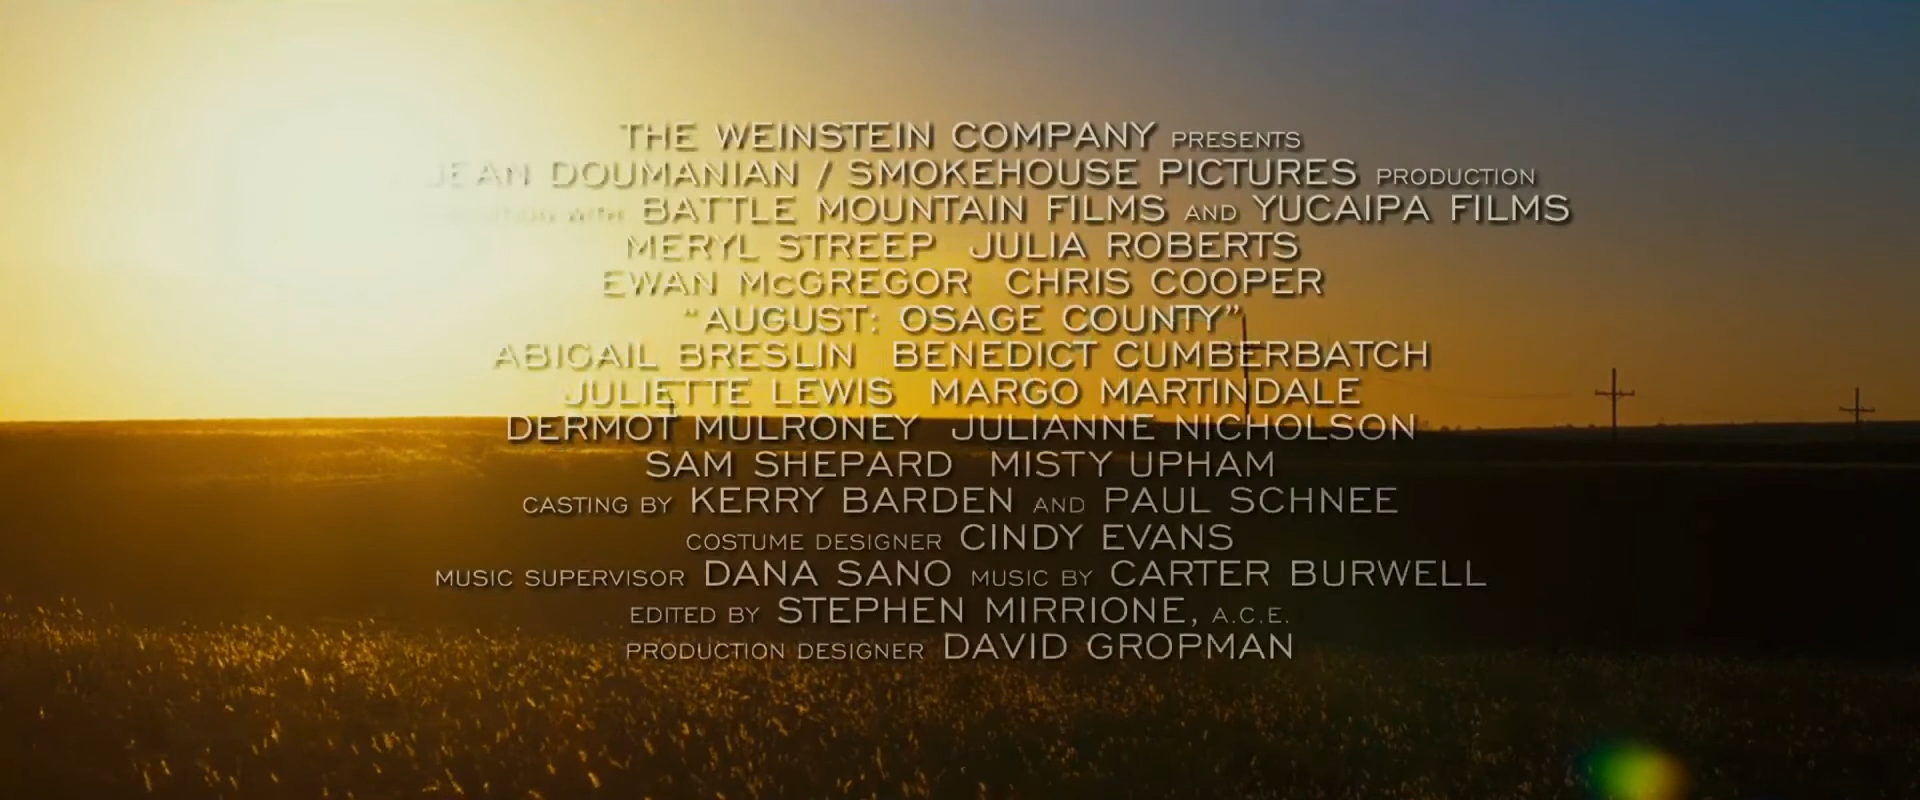 THE WEINSTEIN COMPANY PRESENTS
JEAN DOUMANIAN / SMOKEHOUSE PICTURES PRODUCTION
WITH BATTLE MOUNTAIN FILMS AND YUCAIPA FILMS
MERYL STREEP JULIA ROBERTS
EWAN McGREGOR CHRIS COOPER
“AUGUST: OSAGE COUNTY”
ABIGAIL BRESLIN BENEDICT CUMBERBATCH
JULIETTE LEWIS MARGO MARTINDALE
DERMOT MULRONEY JULIANNE NICHOLSON
SAM SHEPARD MISTY UPHAM
CASTING BY KERRY BARDEN AND PAUL SCHNEE
COSTUME DESIGNER CINDY EVANS
MUSIC SUPERVISOR DANA SANO MUSIC BY CARTER BURWELL
EDITED BY STEPHEN MIRRIONE, A.C.E.
PRODUCTION DESIGNER DAVID GROPMAN